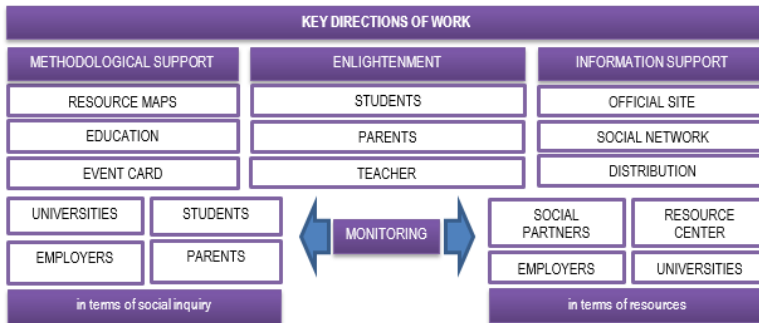 KEY DIRECTIONS OF WORK
METHODOLOGICAL SUPPORT
ENLIGHTENMENT
INFORMATION SUPPORT
RESOURCE MAPS
STUDENTS
OFFICIAL SITE
EDUCATION
PARENTS
SOCIAL NETWORK
EVENT CARD
TEACHER
DISTRIBUTION
UNIVERSITIES
STUDENTS
EMPLOYERS
PARENTS
in terms of social inquiry
MONITORING
SOCIAL
PARTNERS
RESOURCE
CENTER
EMPLOYERS
UNIVERSITIES
in terms of resources